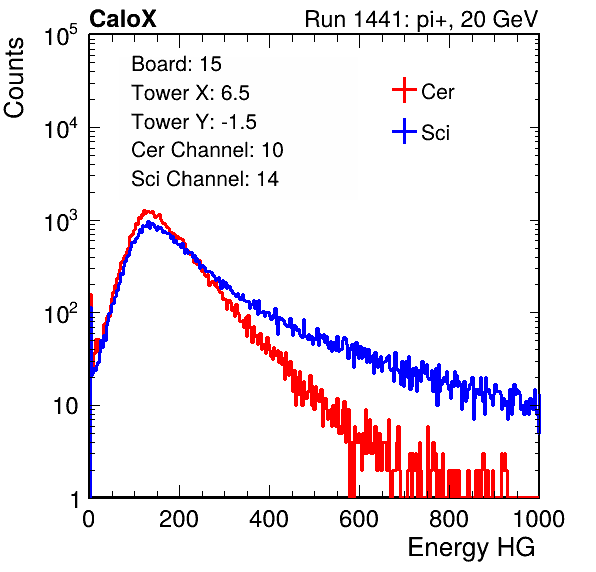 CaloX Run 1441: pi+, 20 GeV
Counts
Board: 15
Tower X: 6.5
Tower Y: -1.5
Cer Channel: 10
Sci Channel: 14
Cer
Sci
10^5
10^4
10^3
10^2
10
1
0 200 400 600 800 1000
Energy HG